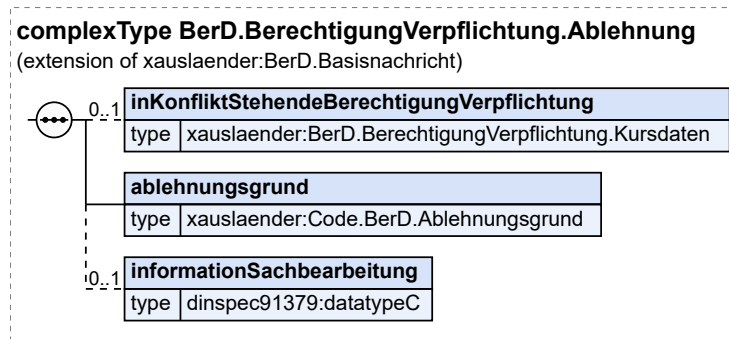 complexType BerD.BerechtigungVerpflichtung.Ablehnung
(extension of xauslaender:BerD.Basisnachricht)
0..1 inKonfliktStehendeBerechtigungVerpflichtung
type xauslaender:BerD.BerechtigungVerpflichtung.Kursdaten
ablehnungsgrund
type xauslaender:Code.BerD.Ablehnungsgrund
0..1 informationSachbearbeitung
type dinspec91379:datatypeC